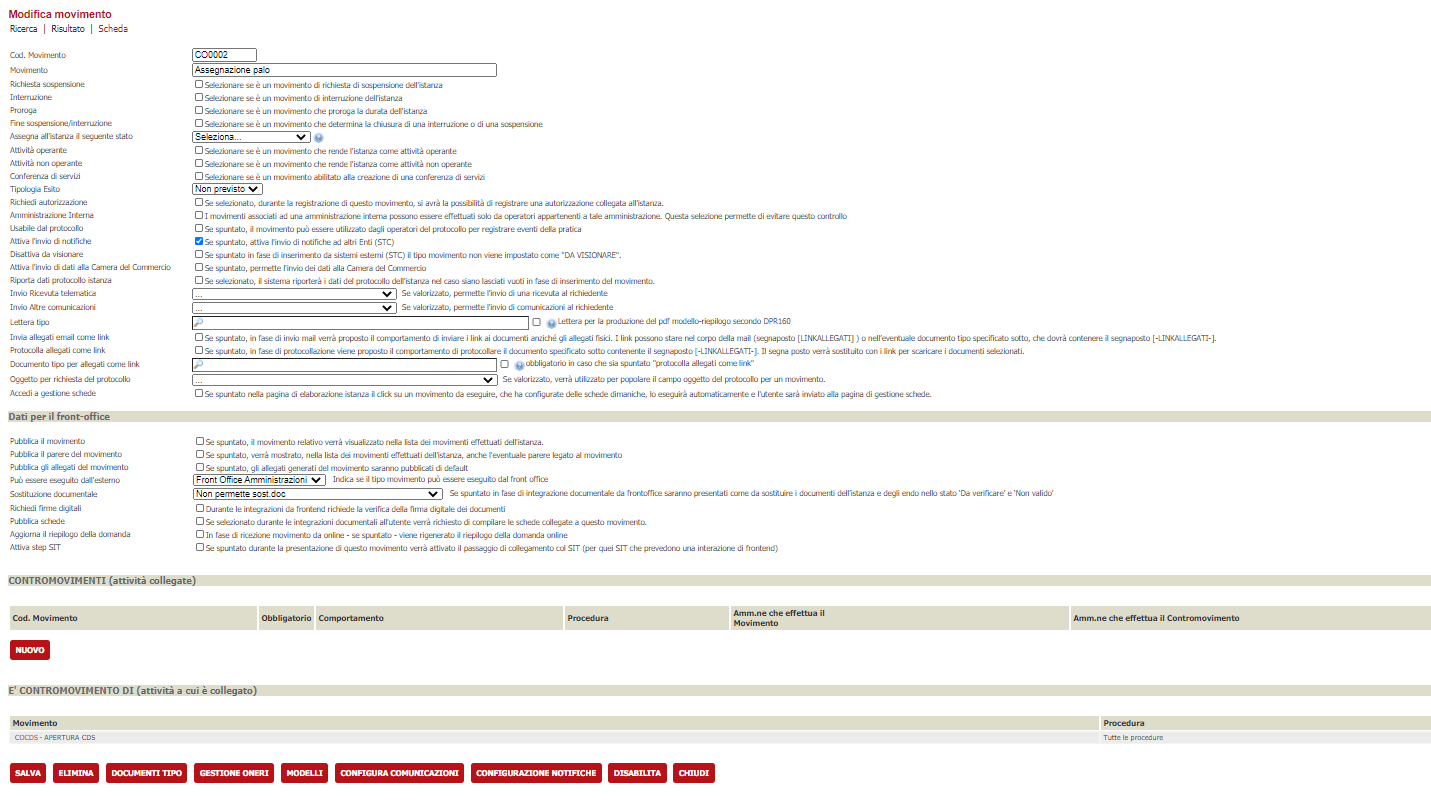 Modifica movimento
Ricerca | Risultato | Scheda
Cod. Movimento CO0002
Movimento Assegnazione palo
Richiesta sospensione Selezionare se è un movimento di richiesta di sospensione dell'istanza
Interruzione Selezionare se è un movimento di interruzione dell'istanza
Proroga Selezionare se è un movimento che proroga la durata dell'istanza
Fine sospensione/interruzione Selezionare se è un movimento che determina la chiusura di una interruzione o di una sospensione
Assegna all'istanza il seguente stato Seleziona...
Attività operante Selezionare se è un movimento che rende l'istanza come attività operante
Attività non operante Selezionare se è un movimento che rende l'istanza come attività non operante
Conferenza di servizi Selezionare se è un movimento abilitato alla creazione di una conferenza di servizi
Tipologia Esito Non previsto
Richiedi autorizzazione Se selezionato, durante la registrazione di questo movimento, si avrà la possibilità di registrare una autorizzazione collegata all'istanza.
Amministrazione Interna I movimenti associati ad una amministrazione interna possono essere effettuati solo da operatori appartenenti a tale amministrazione. Questa selezione permette di evitare questo controllo
Usabile dal protocollo Se spuntato, il movimento può essere utilizzato dagli operatori del protocollo per registrare eventi della pratica
Attiva l'invio di notifiche Se spuntato, attiva l'invio di notifiche ad altri Enti (STC)
Disattiva da visionare Se spuntato in fase di inserimento da sistemi esterni (STC) il tipo movimento non viene impostato come "DA VISIONARE".
Attiva l'invio di dati alla Camera del Commercio Se spuntato, permette l'invio dei dati alla Camera del Commercio
Riporta dati protocollo istanza Se selezionato, il sistema riporterà i dati del protocollo dell'istanza nel caso siano lasciati vuoti in fase di inserimento del movimento.
Invio Ricevuta telematica ... Se valorizzato, permette l'invio di una ricevuta al richiedente
Invio Altre comunicazioni ... Se valorizzato, permette l'invio di comunicazioni al richiedente
Lettera tipo Lettera per la produzione del pdf modello-riepilogo secondo DPR160
Invia allegati email come link Se spuntato, in fase di invio mail verrà proposto il comportamento di inviare i link ai documenti anziché gli allegati fisici. I link possono stare nel corpo della mail (segnaposto [LINKALLEGATI] ) o nell'eventuale documento tipo specificato sotto, che dovrà contenere il segnaposto [-LINKALLEGATI-].
Protocolla allegati come link Se spuntato, in fase di protocollazione viene proposto il comportamento di protocollare il documento specificato sotto contenente il segnaposto [-LINKALLEGATI-]. Il segna posto verrà sostituito con i link per scaricare i documenti selezionati.
Documento tipo per allegati come link obbligatorio in caso che sia spuntato "protocolla allegati come link"
Oggetto per richiesta del protocollo ... Se valorizzato, verrà utilizzato per popolare il campo oggetto del protocollo per un movimento.
Accedi a gestione schede Se spuntato nella pagina di elaborazione istanza il click su un movimento da eseguire, che ha configurate delle schede dimaniche, lo eseguirà automaticamente e l'utente sarà inviato alla pagina di gestione schede.
Dati per il front-office
Pubblica il movimento Se spuntato, il movimento relativo verrà visualizzato nella lista dei movimenti effettuati dell'istanza.
Pubblica il parere del movimento Se spuntato, verrà mostrato, nella lista dei movimenti effettuati dell'istanza, anche l'eventuale parere legato al movimento
Pubblica gli allegati del movimento Se spuntato, gli allegati generati del movimento saranno pubblicati di default
Può essere eseguito dall'esterno Front Office Amministrazioni Indica se il tipo movimento può essere eseguito dal front office
Sostituzione documentale Non permette sost.doc Se spuntato in fase di integrazione documentale da frontoffice saranno presentati come da sostituire i documenti dell'istanza e degli endo nello stato 'Da verificare' e 'Non valido'
Richiedi firme digitali Durante le integrazioni da frontend richiede la verifica della firma digitale dei documenti
Pubblica schede Se selezionato durante le integrazioni documentali all'utente verrà richiesto di compilare le schede collegate a questo movimento.
Aggiorna il riepilogo della domanda In fase di ricezione movimento da online - se spuntato - viene rigenerato il riepilogo della domanda online
Attiva step SIT Se spuntato durante la presentazione di questo movimento verrà attivato il passaggio di collegamento col SIT (per quei SIT che prevedono una interazione di frontend)
CONTROMOVIMENTI (attività collegate)
Cod. Movimento Obbligatorio Comportamento Procedura Amm.ne che effettua il Movimento Amm.ne che effettua il Contromovimento
NUOVO
E' CONTROMOVIMENTO DI (attività a cui è collegato)
Movimento Procedura
COCDS - APERTURA CDS Tutte le procedure
SALVA ELIMINA DOCUMENTI TIPO GESTIONE ONERI MODELLI CONFIGURA COMUNICAZIONI CONFIGURAZIONE NOTIFICHE DISABILITA CHIUDI